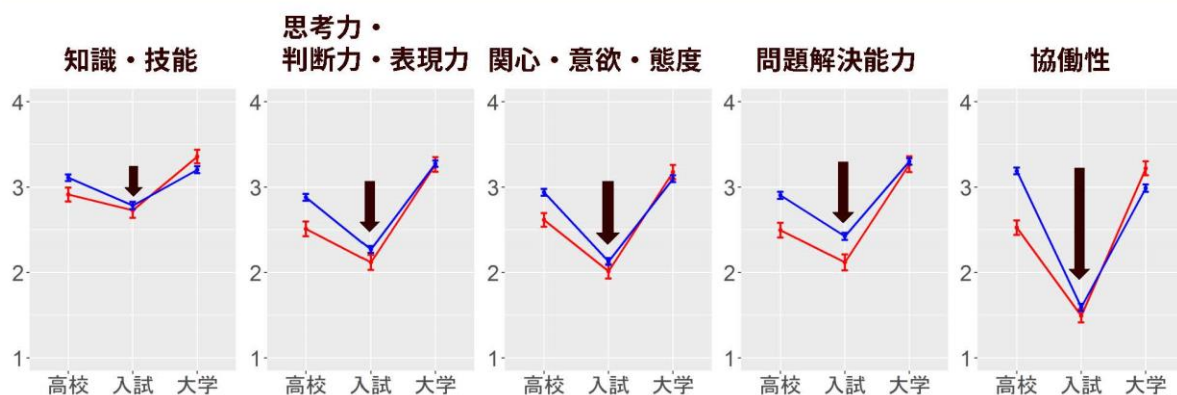 知識・技能
思考力・
判断力・表現力
関心・意欲・態度
問題解決能力
協働性
4
3
2
1
高校 入試 大学
4
3
2
1
高校 入試 大学
4
3
2
1
高校 入試 大学
4
3
2
1
高校 入試 大学
4
3
2
1
高校 入試 大学